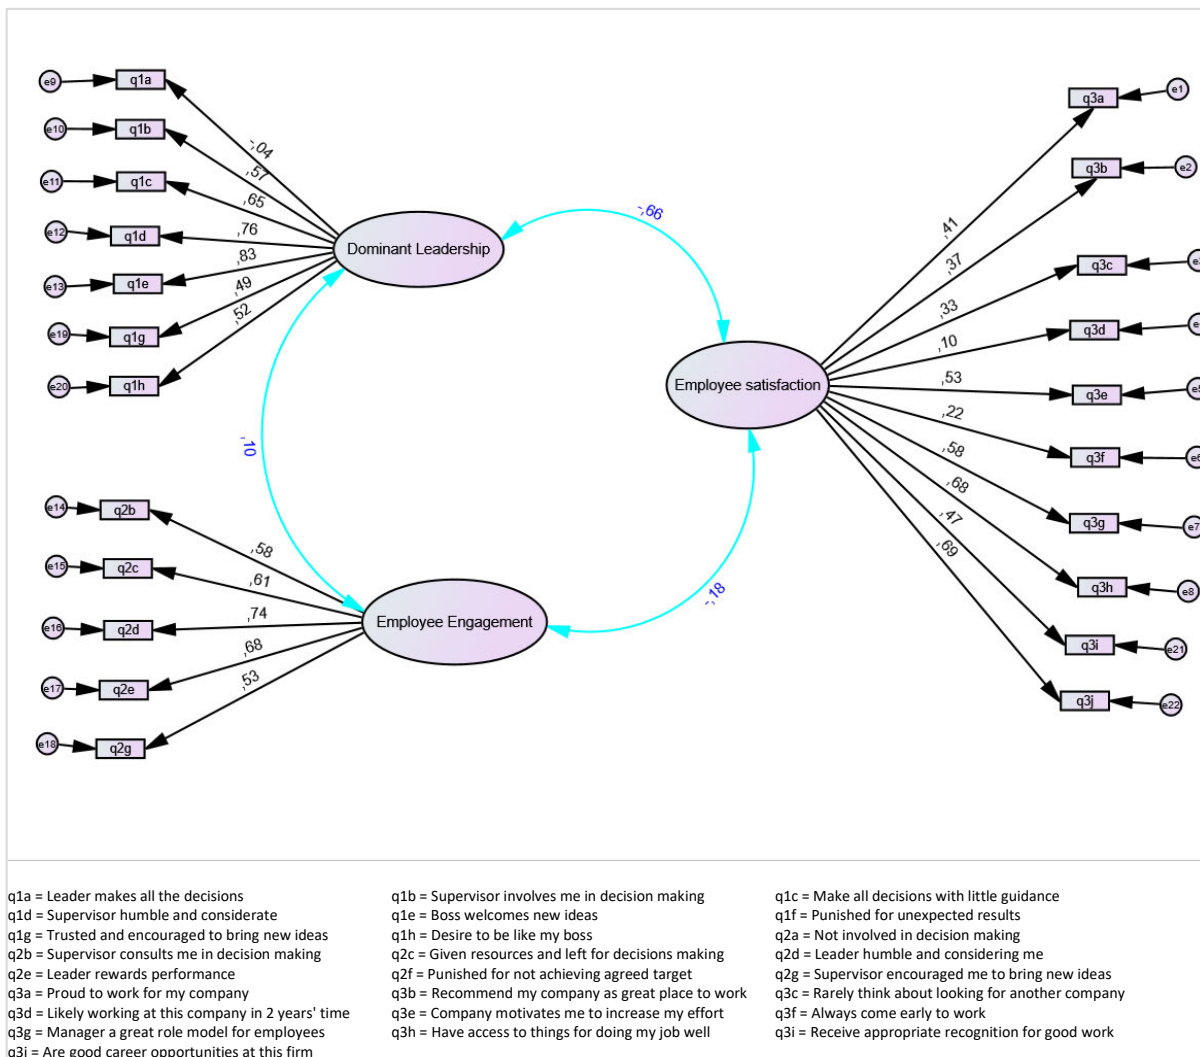 e9 q1a
e10 q1b
e11 q1c
e12 q1d
e13 q1e
e19 q1g
e20 q1h
-,04
,57
,65
,76
,83
,49
,52
Dominant Leadership
-,66
,10
e14 q2b
e15 q2c
e16 q2d
e17 q2e
e18 q2g
,58
,61
,74
,68
,53
Employee Engagement
-,18
Employee satisfaction
,41
,37
,33
,10
,53
,22
,58
,68
,47
,69
q3a e1
q3b e2
q3c
q3d
q3e
q3f
q3g
q3h e8
q3i e21
q3j e22
q1a = Leader makes all the decisions q1b = Supervisor involves me in decision making q1c = Make all decisions with little guidance
q1d = Supervisor humble and considerate q1e = Boss welcomes new ideas q1f = Punished for unexpected results
q1g = Trusted and encouraged to bring new ideas q1h = Desire to be like my boss q2a = Not involved in decision making
q2b = Supervisor consults me in decision making q2c = Given resources and left for decisions making q2d = Leader humble and considering me
q2e = Leader rewards performance q2f = Punished for not achieving agreed target q2g = Supervisor encouraged me to bring new ideas
q3a = Proud to work for my company q3b = Recommend my company as great place to work q3c = Rarely think about looking for another company
q3d = Likely working at this company in 2 years' time q3e = Company motivates me to increase my effort q3f = Always come early to work
q3g = Manager a great role model for employees q3h = Have access to things for doing my job well q3i = Receive appropriate recognition for good work
q3j = Are good career opportunities at this firm